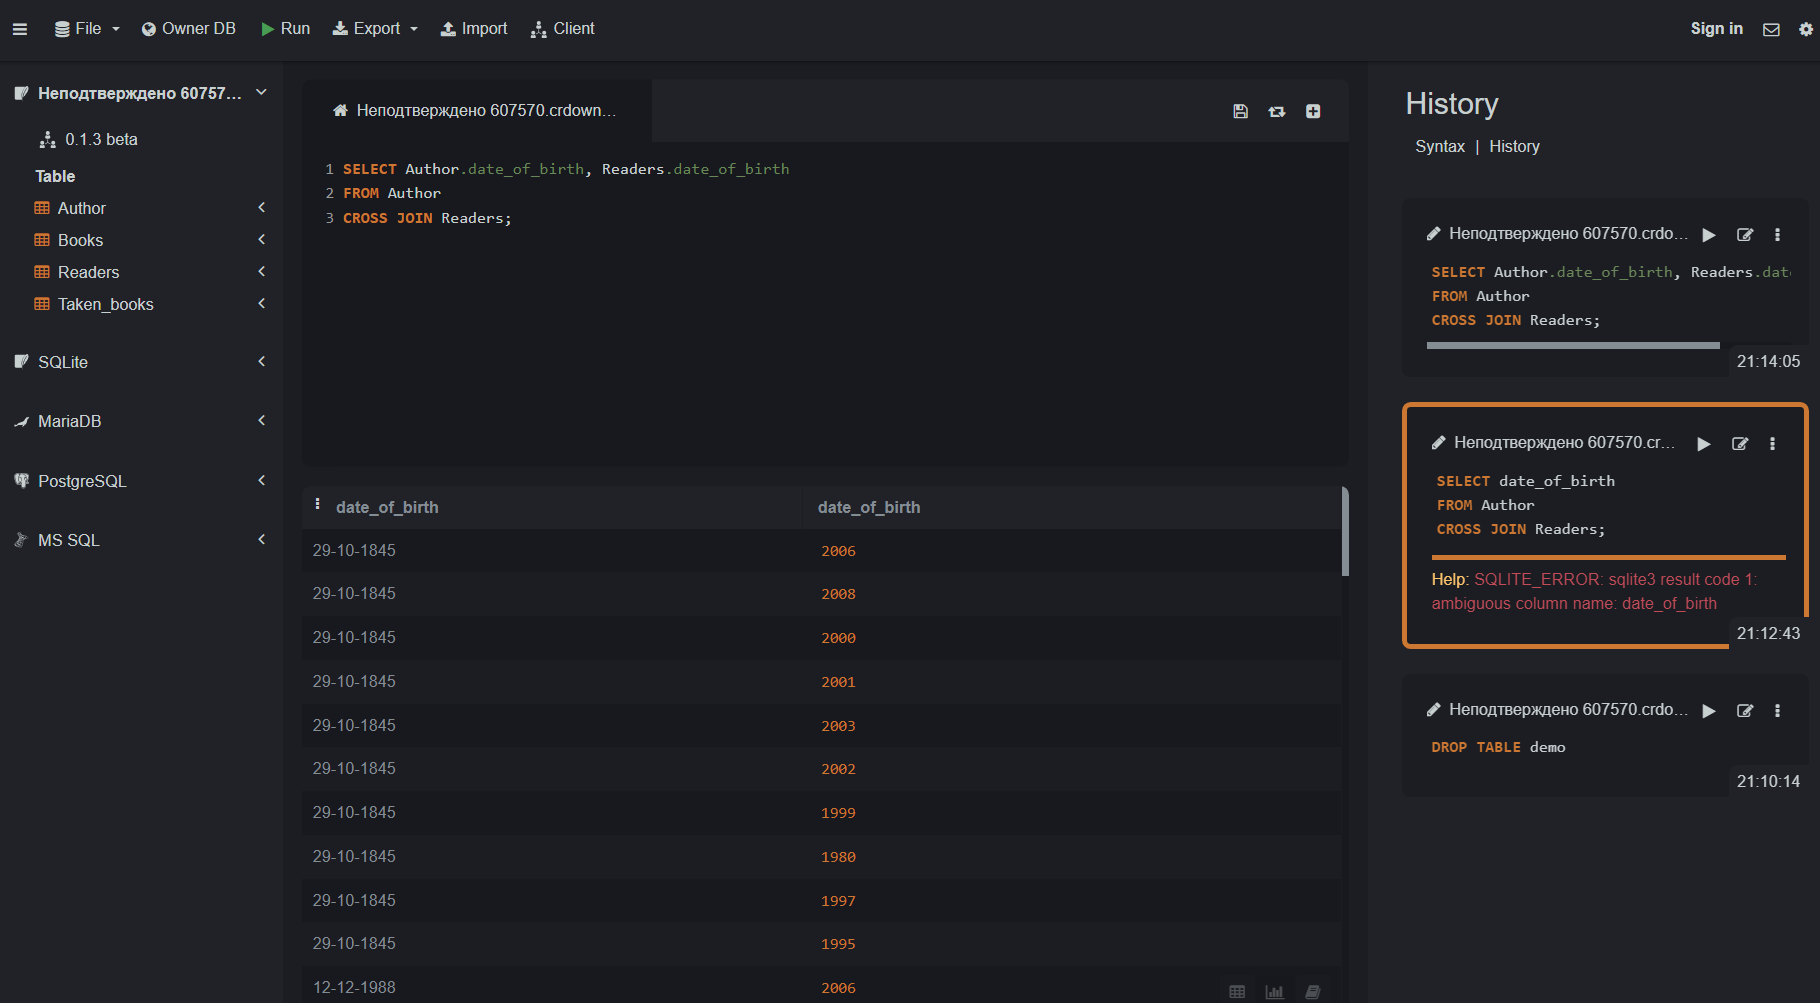 File Owner DB Run Export Import Client Sign in
Неподтверждено 60757...
0.1.3 beta
Table
Author
Books
Readers
Taken_books
SQLite
MariaDB
PostgreSQL
MS SQL
Неподтверждено 607570.crdown...
1 SELECT Author.date_of_birth, Readers.date_of_birth
2 FROM Author
3 CROSS JOIN Readers;
date_of_birth date_of_birth
29-10-1845 2006
29-10-1845 2008
29-10-1845 2000
29-10-1845 2001
29-10-1845 2003
29-10-1845 2002
29-10-1845 1999
29-10-1845 1980
29-10-1845 1997
29-10-1845 1995
12-12-1988 2006
History
Syntax | History
Неподтверждено 607570.crdo...
SELECT Author.date_of_birth, Readers.dat
FROM Author
CROSS JOIN Readers;
21:14:05
Неподтверждено 607570.cr...
SELECT date_of_birth
FROM Author
CROSS JOIN Readers;
Help: SQLITE_ERROR: sqlite3 result code 1:
ambiguous column name: date_of_birth
21:12:43
Неподтверждено 607570.crdo...
DROP TABLE demo
21:10:14